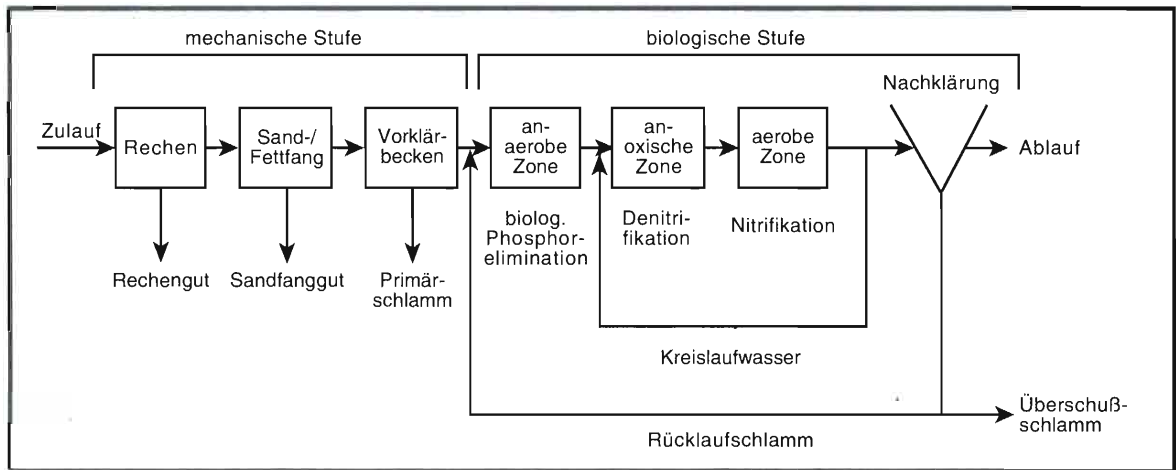 mechanische Stufe
biologische Stufe
Nachklärung
Zulauf
Rechen
Sand-/
Fettfang
Vorklär-
becken
an-
aerobe
Zone
an-
oxische
Zone
aerobe
Zone
Ablauf
biolog.
Phosphor-
elimination
Denitri-
fikation
Nitrifikation
Rechengut
Sandfanggut
Primär-
schlamm
Kreislaufwasser
Rücklaufschlamm
Überschuß-
schlamm